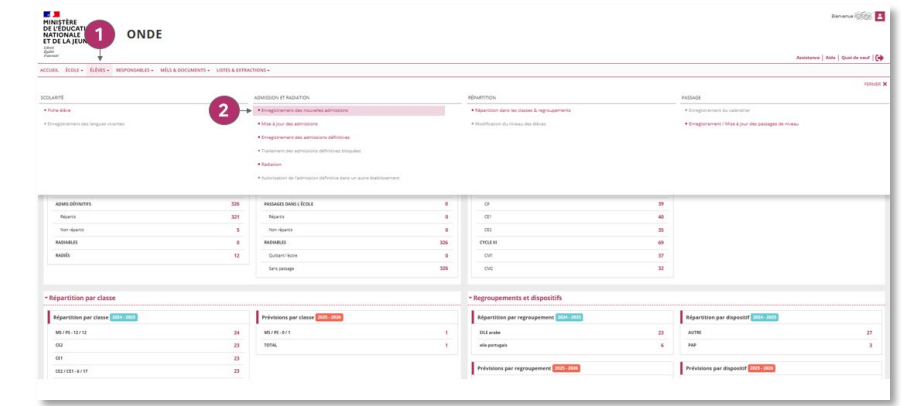 MINISTÈRE
DE L'ÉDUCATI
NATIONALE
ET DE LA JEUN
Liberté
Égalité
Fraternité
1
ONDE
Bienvenue
Assistance | Aide | Quoi de neuf
ACCUEIL ÉCOLE ÉLÈVES RESPONSABLES MÉLS & DOCUMENTS LISTES & EXTRACTIONS
FERMER X
SCOLARITÉ
Fiche élève
Enregistrement des langues vivantes
ADMISSION ET RADIATION
2
Enregistrement des nouvelles admissions
Mise à jour des admissions
Enregistrement des admissions définitives
Traitement des admissions définitives bloquées
Radiation
Autorisation de l'admission définitive dans un autre établissement
RÉPARTITION
Répartition dans les classes & regroupements
Modification du niveau des élèves
PASSAGE
Enregistrement du calendrier
Enregistrement / Mise à jour des passages de niveau
ADMIS DÉFINITIFS 326
Répartis 321
Non répartis 5
RADIABLES 0
RADIÉS 12
PASSAGES DANS L'ÉCOLE 0
Répartis 0
Non répartis 0
RADIABLES 326
Quittant l'école 0
Sans passage 326
CP 39
CE1 40
CE2 35
CYCLE III 69
CM1 37
CM2 32
Répartition par classe
Répartition par classe 2024 - 2025
MS / PS - 12 / 12 24
CE2 23
CE1 23
CE2 / CE1 - 6 / 17 23
Prévisions par classe 2025 - 2026
MS / PS - 0 / 1 1
TOTAL 1
Regroupements et dispositifs
Répartition par regroupement 2024 - 2025
EILE arabe 23
eile portugais 6
Prévisions par regroupement 2025 - 2026
Répartition par dispositif 2024 - 2025
AUTRE 27
PAP 3
Prévisions par dispositif 2025 - 2026